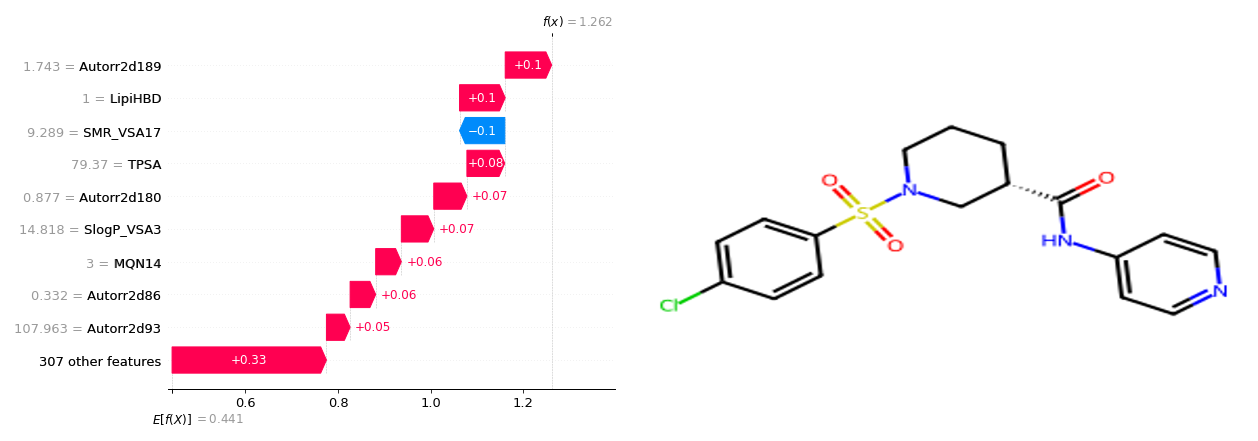 f(x) = 1.262
1.743 = Autorr2d189
+0.1
1 = LipiHBD
+0.1
9.289 = SMR_VSA17
−0.1
79.37 = TPSA
+0.08
0.877 = Autorr2d180
+0.07
14.818 = SlogP_VSA3
+0.07
3 = MQN14
+0.06
0.332 = Autorr2d86
+0.06
107.963 = Autorr2d93
+0.05
307 other features
+0.33
0.6 0.8 1.0 1.2
E[f(X)] = 0.441
O
O
N
S
HN
O
N
Cl